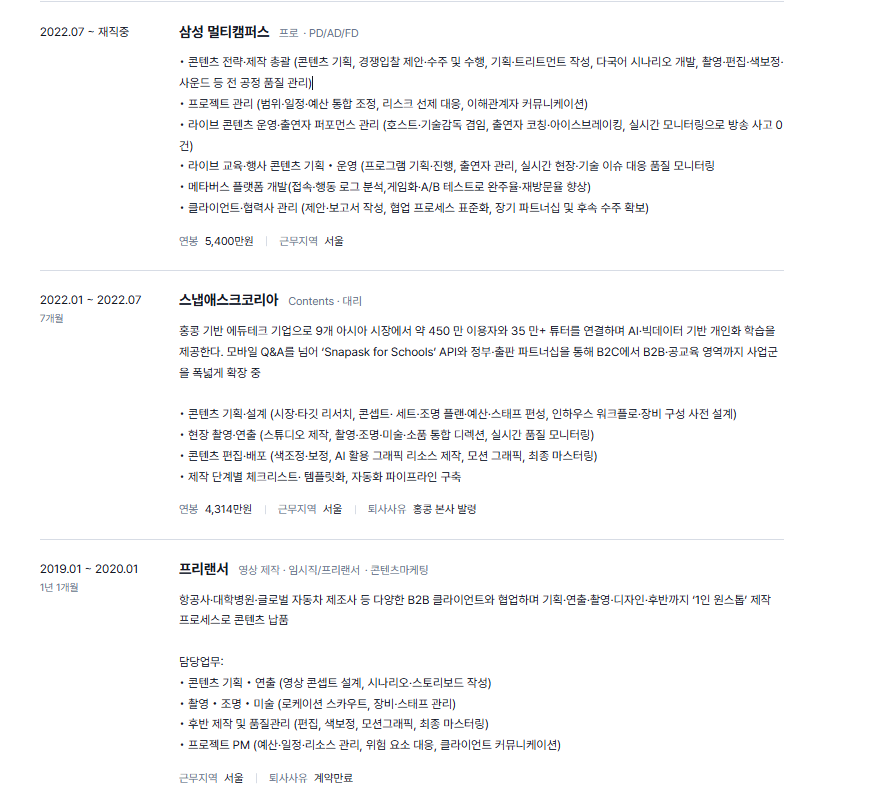 2022.07 ~ 재직중
삼성 멀티캠퍼스 프로 · PD/AD/FD
• 콘텐츠 전략·제작 총괄 (콘텐츠 기획, 경쟁입찰 제안·수주 및 수행, 기획·트리트먼트 작성, 다국어 시나리오 개발, 촬영·편집·색보정·
사운드 등 전 공정 품질 관리)
• 프로젝트 관리 (범위·일정·예산 통합 조정, 리스크 선제 대응, 이해관계자 커뮤니케이션)
• 라이브 콘텐츠 운영·출연자 퍼포먼스 관리 (호스트·기술감독 겸임, 출연자 코칭·아이스브레이킹, 실시간 모니터링으로 방송 사고 0
건)
• 라이브 교육·행사 콘텐츠 기획 • 운영 (프로그램 기획·진행, 출연자 관리, 실시간 현장·기술 이슈 대응 품질 모니터링
• 메타버스 플랫폼 개발(접속·행동 로그 분석,게임화·A/B 테스트로 완주율·재방문율 향상)
• 클라이언트·협력사 관리 (제안·보고서 작성, 협업 프로세스 표준화, 장기 파트너십 및 후속 수주 확보)
연봉 5,400만원 | 근무지역 서울
2022.01 ~ 2022.07
7개월
스냅애스크코리아 Contents · 대리
홍콩 기반 에듀테크 기업으로 9개 아시아 시장에서 약 450 만 이용자와 35 만+ 튜터를 연결하며 AI·빅데이터 기반 개인화 학습을
제공한다. 모바일 Q&A를 넘어 ‘Snapask for Schools’ API와 정부·출판 파트너십을 통해 B2C에서 B2B·공교육 영역까지 사업군
을 폭넓게 확장 중
• 콘텐츠 기획·설계 (시장·타깃 리서치, 콘셉트· 세트·조명 플랜·예산·스태프 편성, 인하우스 워크플로·장비 구성 사전 설계)
• 현장 촬영·연출 (스튜디오 제작, 촬영·조명·미술·소품 통합 디렉션, 실시간 품질 모니터링)
• 콘텐츠 편집·배포 (색조정·보정, AI 활용 그래픽 리소스 제작, 모션 그래픽, 최종 마스터링)
• 제작 단계별 체크리스트· 템플릿화, 자동화 파이프라인 구축
연봉 4,314만원 | 근무지역 서울 | 퇴사사유 홍콩 본사 발령
2019.01 ~ 2020.01
1년 1개월
프리랜서 영상 제작 · 임시직/프리랜서 · 콘텐츠마케팅
항공사·대학병원·글로벌 자동차 제조사 등 다양한 B2B 클라이언트와 협업하며 기획·연출·촬영·디자인·후반까지 ‘1인 원스톱’ 제작
프로세스로 콘텐츠 납품
담당업무:
• 콘텐츠 기획 • 연출 (영상 콘셉트 설계, 시나리오·스토리보드 작성)
• 촬영 • 조명 • 미술 (로케이션 스카우트, 장비·스태프 관리)
• 후반 제작 및 품질관리 (편집, 색보정, 모션그래픽, 최종 마스터링)
• 프로젝트 PM (예산·일정·리소스 관리, 위험 요소 대응, 클라이언트 커뮤니케이션)
근무지역 서울 | 퇴사사유 계약만료